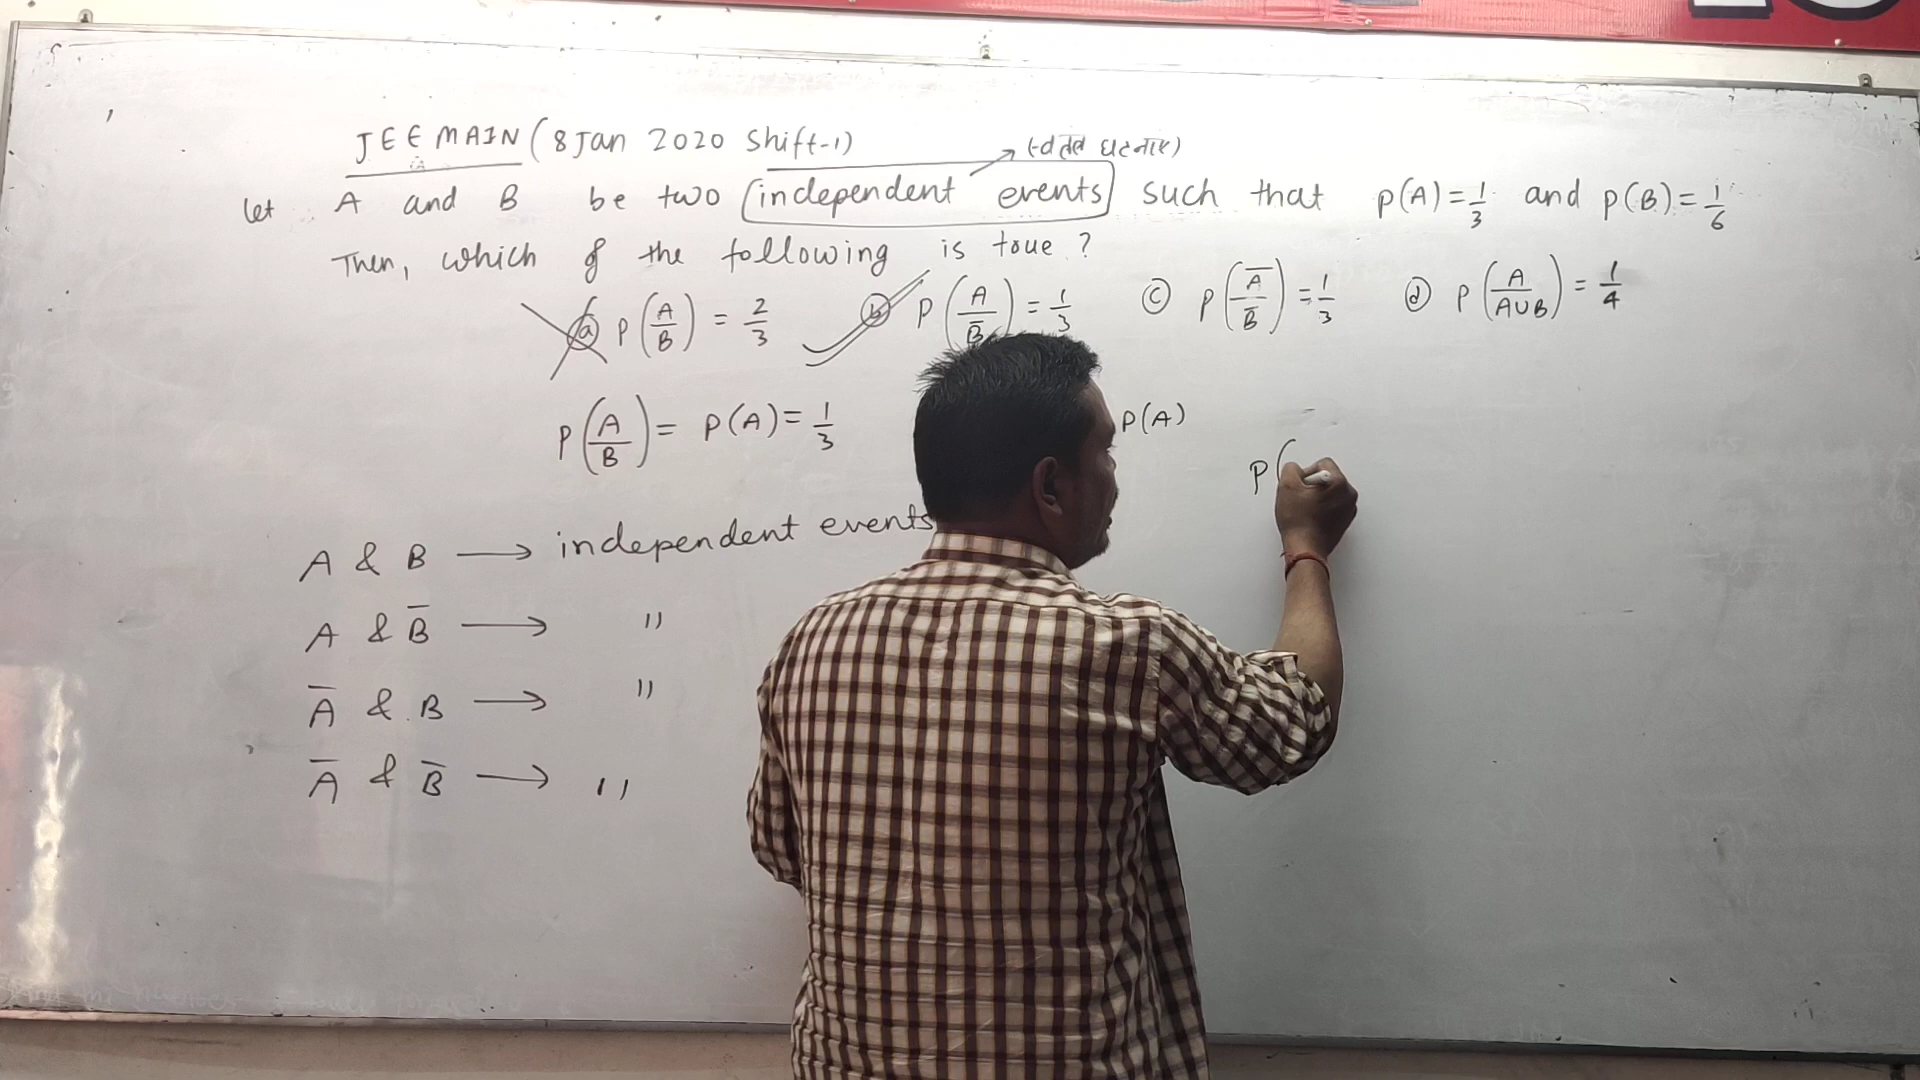 JEE MAIN (8 Jan 2020 Shift-1)
(स्वतंत्र घटनाएं)
let A and B be two independent events such that P(A)=1/3 and P(B)=1/6
Then, which of the following is true ?
(a) P(A/B) = 2/3 (b) P(A/B̅) = 1/3 (c) P(A̅/B̅) = 1/3 (d) P(A/A∪B) = 1/4
P(A/B) = P(A) = 1/3 P(A)
P(
A & B → independent events
A & B̅ → "
A̅ & B → "
A̅ & B̅ → "